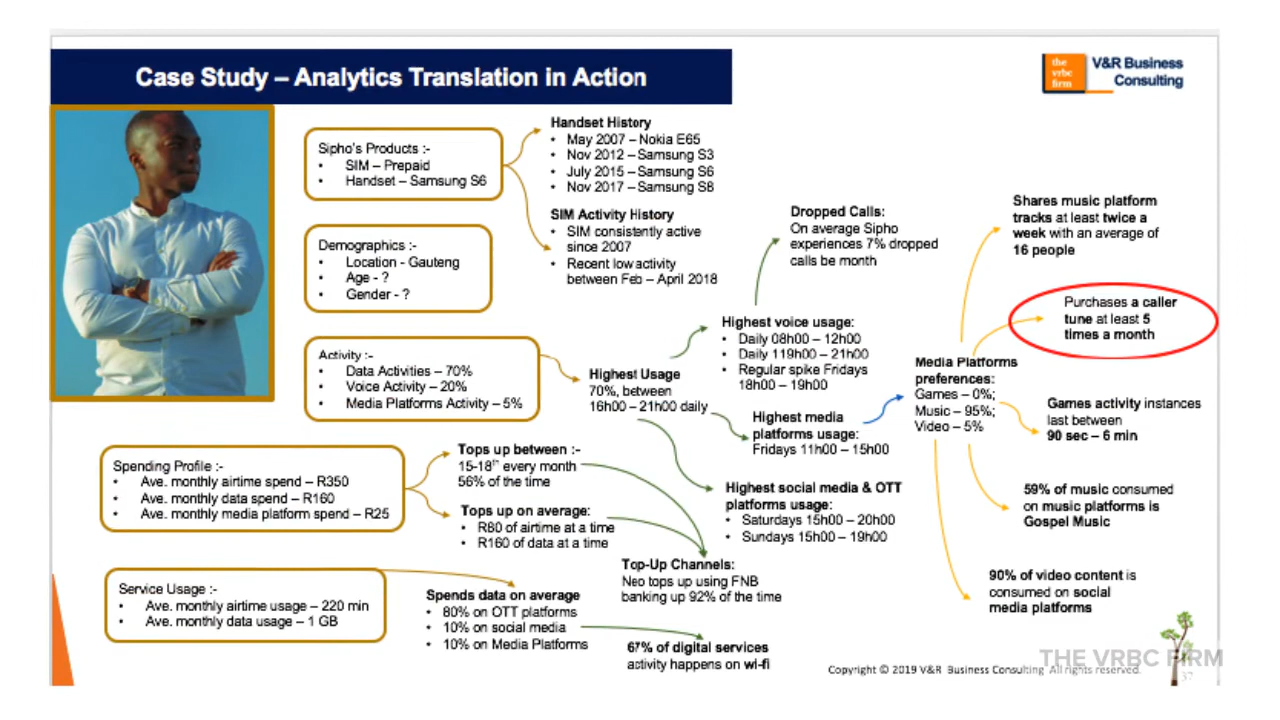 Case Study – Analytics Translation in Action
the
vrbc
firm
V&R Business
Consulting
Sipho's Products :-
• SIM – Prepaid
• Handset – Samsung S6
Handset History
• May 2007 – Nokia E65
• Nov 2012 – Samsung S3
• July 2015 – Samsung S6
• Nov 2017 – Samsung S8
SIM Activity History
• SIM consistently active
since 2007
• Recent low activity
between Feb – April 2018
Demographics :-
• Location - Gauteng
• Age - ?
• Gender - ?
Activity :-
• Data Activities – 70%
• Voice Activity – 20%
• Media Platforms Activity – 5%
Highest Usage
70%, between
16h00 – 21h00 daily
Dropped Calls:
On average Sipho
experiences 7% dropped
calls be month
Highest voice usage:
• Daily 08h00 – 12h00
• Daily 119h00 – 21h00
• Regular spike Fridays
18h00 – 19h00
Highest media
platforms usage:
Fridays 11h00 – 15h00
Highest social media & OTT
platforms usage:
• Saturdays 15h00 – 20h00
• Sundays 15h00 – 19h00
Media Platforms
preferences:
Games – 0%;
Music – 95%;
Video – 5%
Shares music platform
tracks at least twice a
week with an average of
16 people
Purchases a caller
tune at least 5
times a month
Games activity instances
last between
90 sec – 6 min
59% of music consumed
on music platforms is
Gospel Music
90% of video content is
consumed on social
media platforms
Spending Profile :-
• Ave. monthly airtime spend – R350
• Ave. monthly data spend – R160
• Ave. monthly media platform spend – R25
Tops up between :-
15-18th every month
56% of the time
Tops up on average:
• R80 of airtime at a time
• R160 of data at a time
Top-Up Channels:
Neo tops up using FNB
banking up 92% of the time
Service Usage :-
• Ave. monthly airtime usage – 220 min
• Ave. monthly data usage – 1 GB
Spends data on average
• 80% on OTT platforms
• 10% on social media
• 10% on Media Platforms
67% of digital services
activity happens on wi-fi
Copyright © 2019 V&R Business Consulting All rights reserved.
THE VRBC FIRM
37